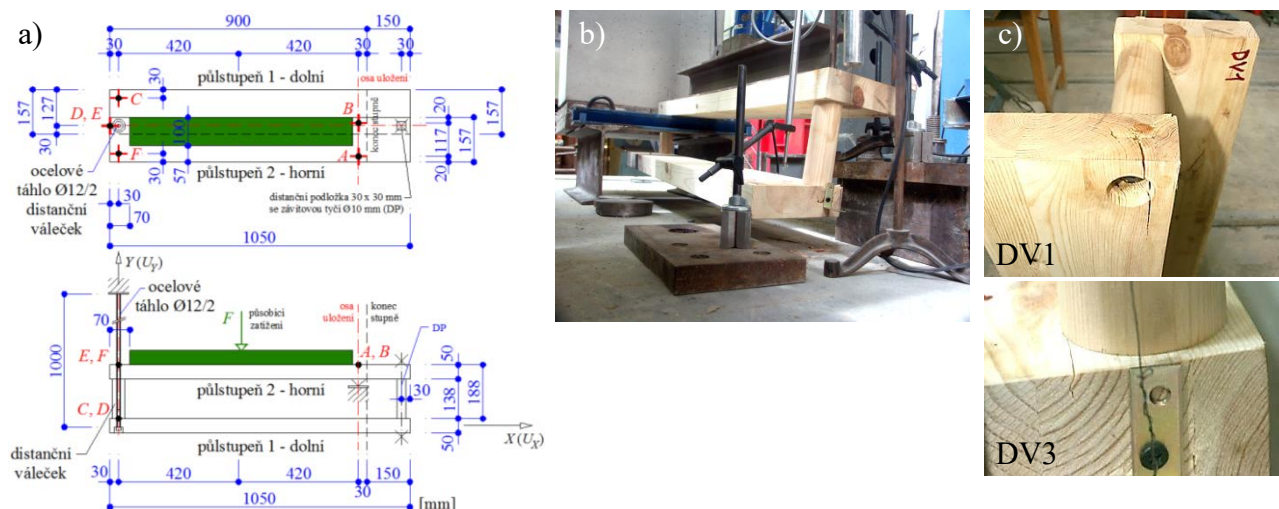 a)
900
150
30
420
420
30
30
30
půlstupeň 1 - dolní
osa uložení
157
127
30
D, E
C
B
F
A
100
57
30
konec stupně
20
117
20
157
157
půlstupeň 2 - horní
ocelové
táhlo Ø12/2
distanční
váleček
30
70
distanční podložka 30 x 30 mm
se závitovou tyčí Ø10 mm (DP)
1050
Y (U_Y)
ocelové
táhlo Ø12/2
70
F
působící
zatížení
osa
uložení
konec
stupně
DP
1000
E, F
A, B
50
půlstupeň 2 - horní
138
188
30
C, D
50
půlstupeň 1 - dolní
X (U_X)
distanční
váleček
30
420
420
30
150
1050
[mm]
b)
c)
DV1
DV1
DV3